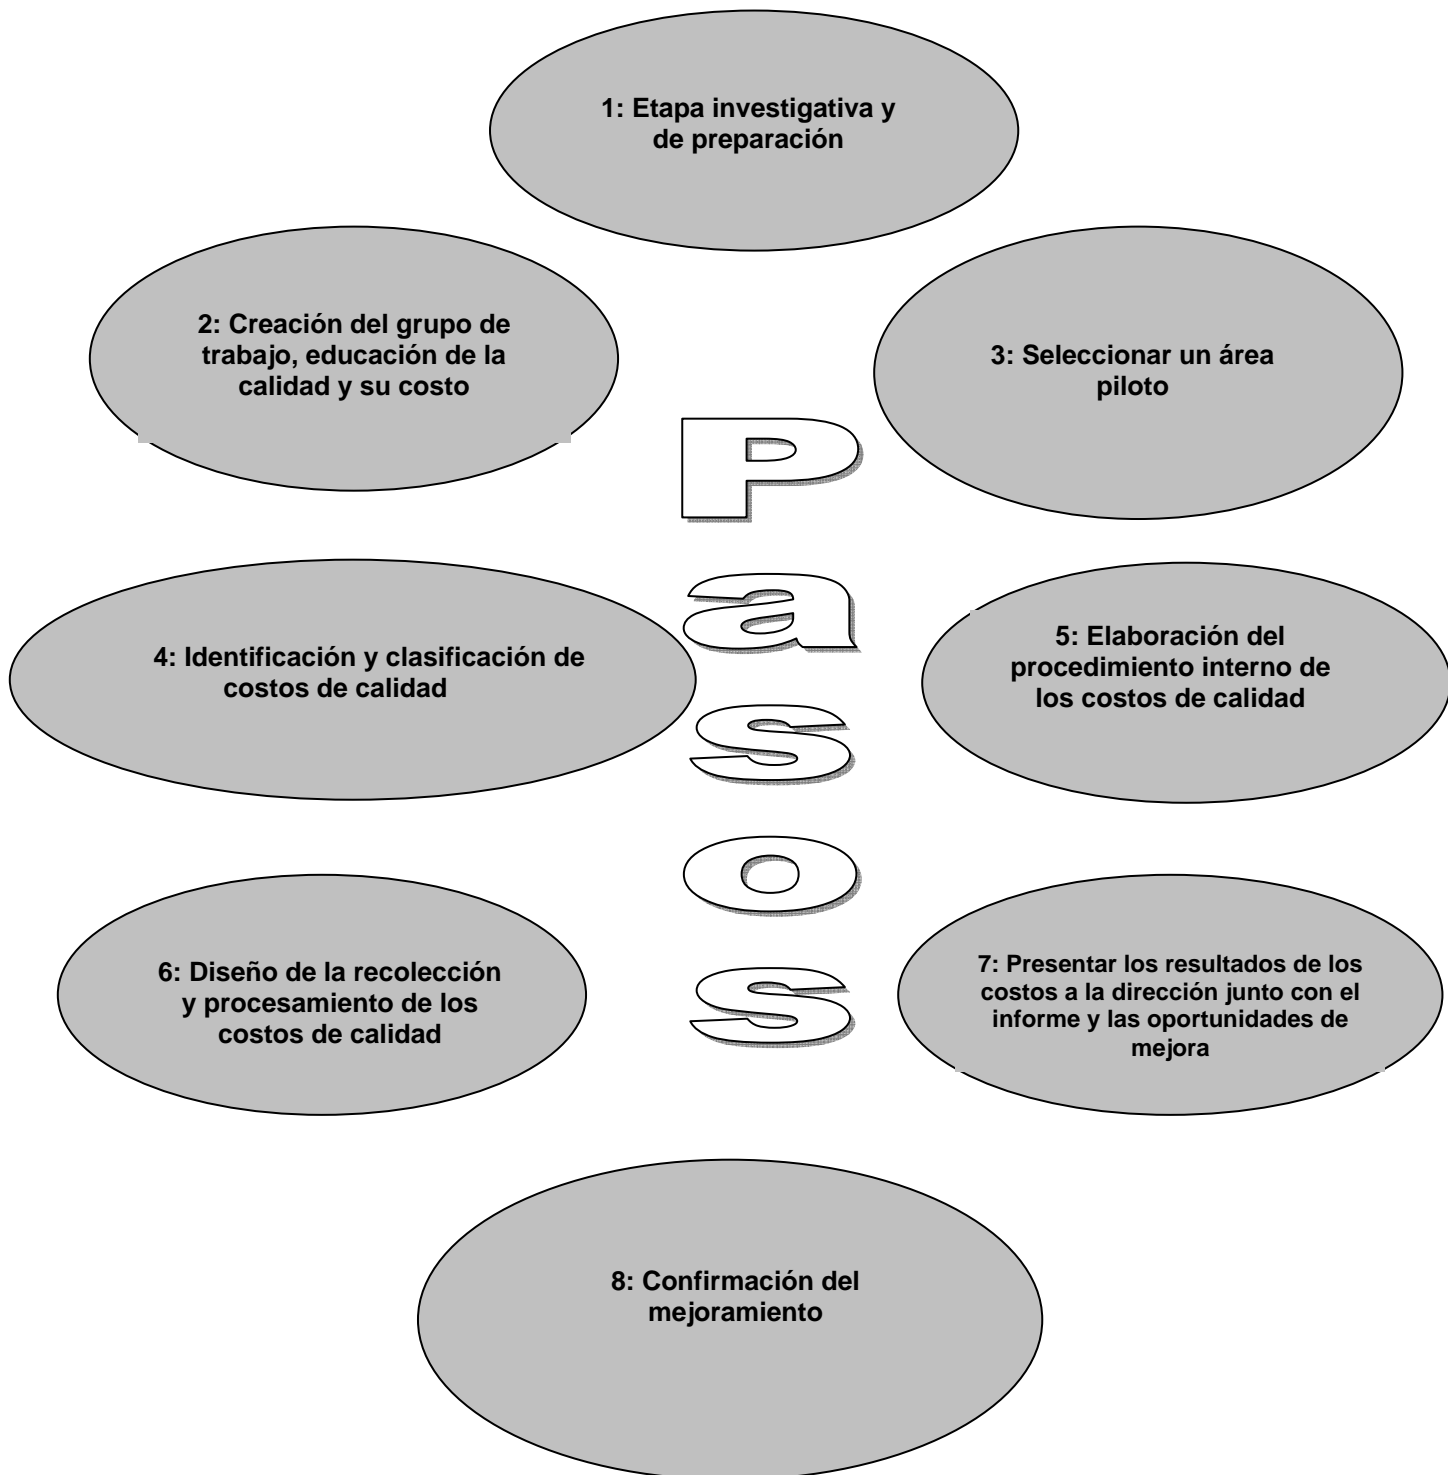 1: Etapa investigativa y
de preparación
2: Creación del grupo de
trabajo, educación de la
calidad y su costo
3: Seleccionar un área
piloto
Pasos
4: Identificación y clasificación de
costos de calidad
5: Elaboración del
procedimiento interno de
los costos de calidad
6: Diseño de la recolección
y procesamiento de los
costos de calidad
7: Presentar los resultados de los
costos a la dirección junto con el
informe y las oportunidades de
mejora
8: Confirmación del
mejoramiento